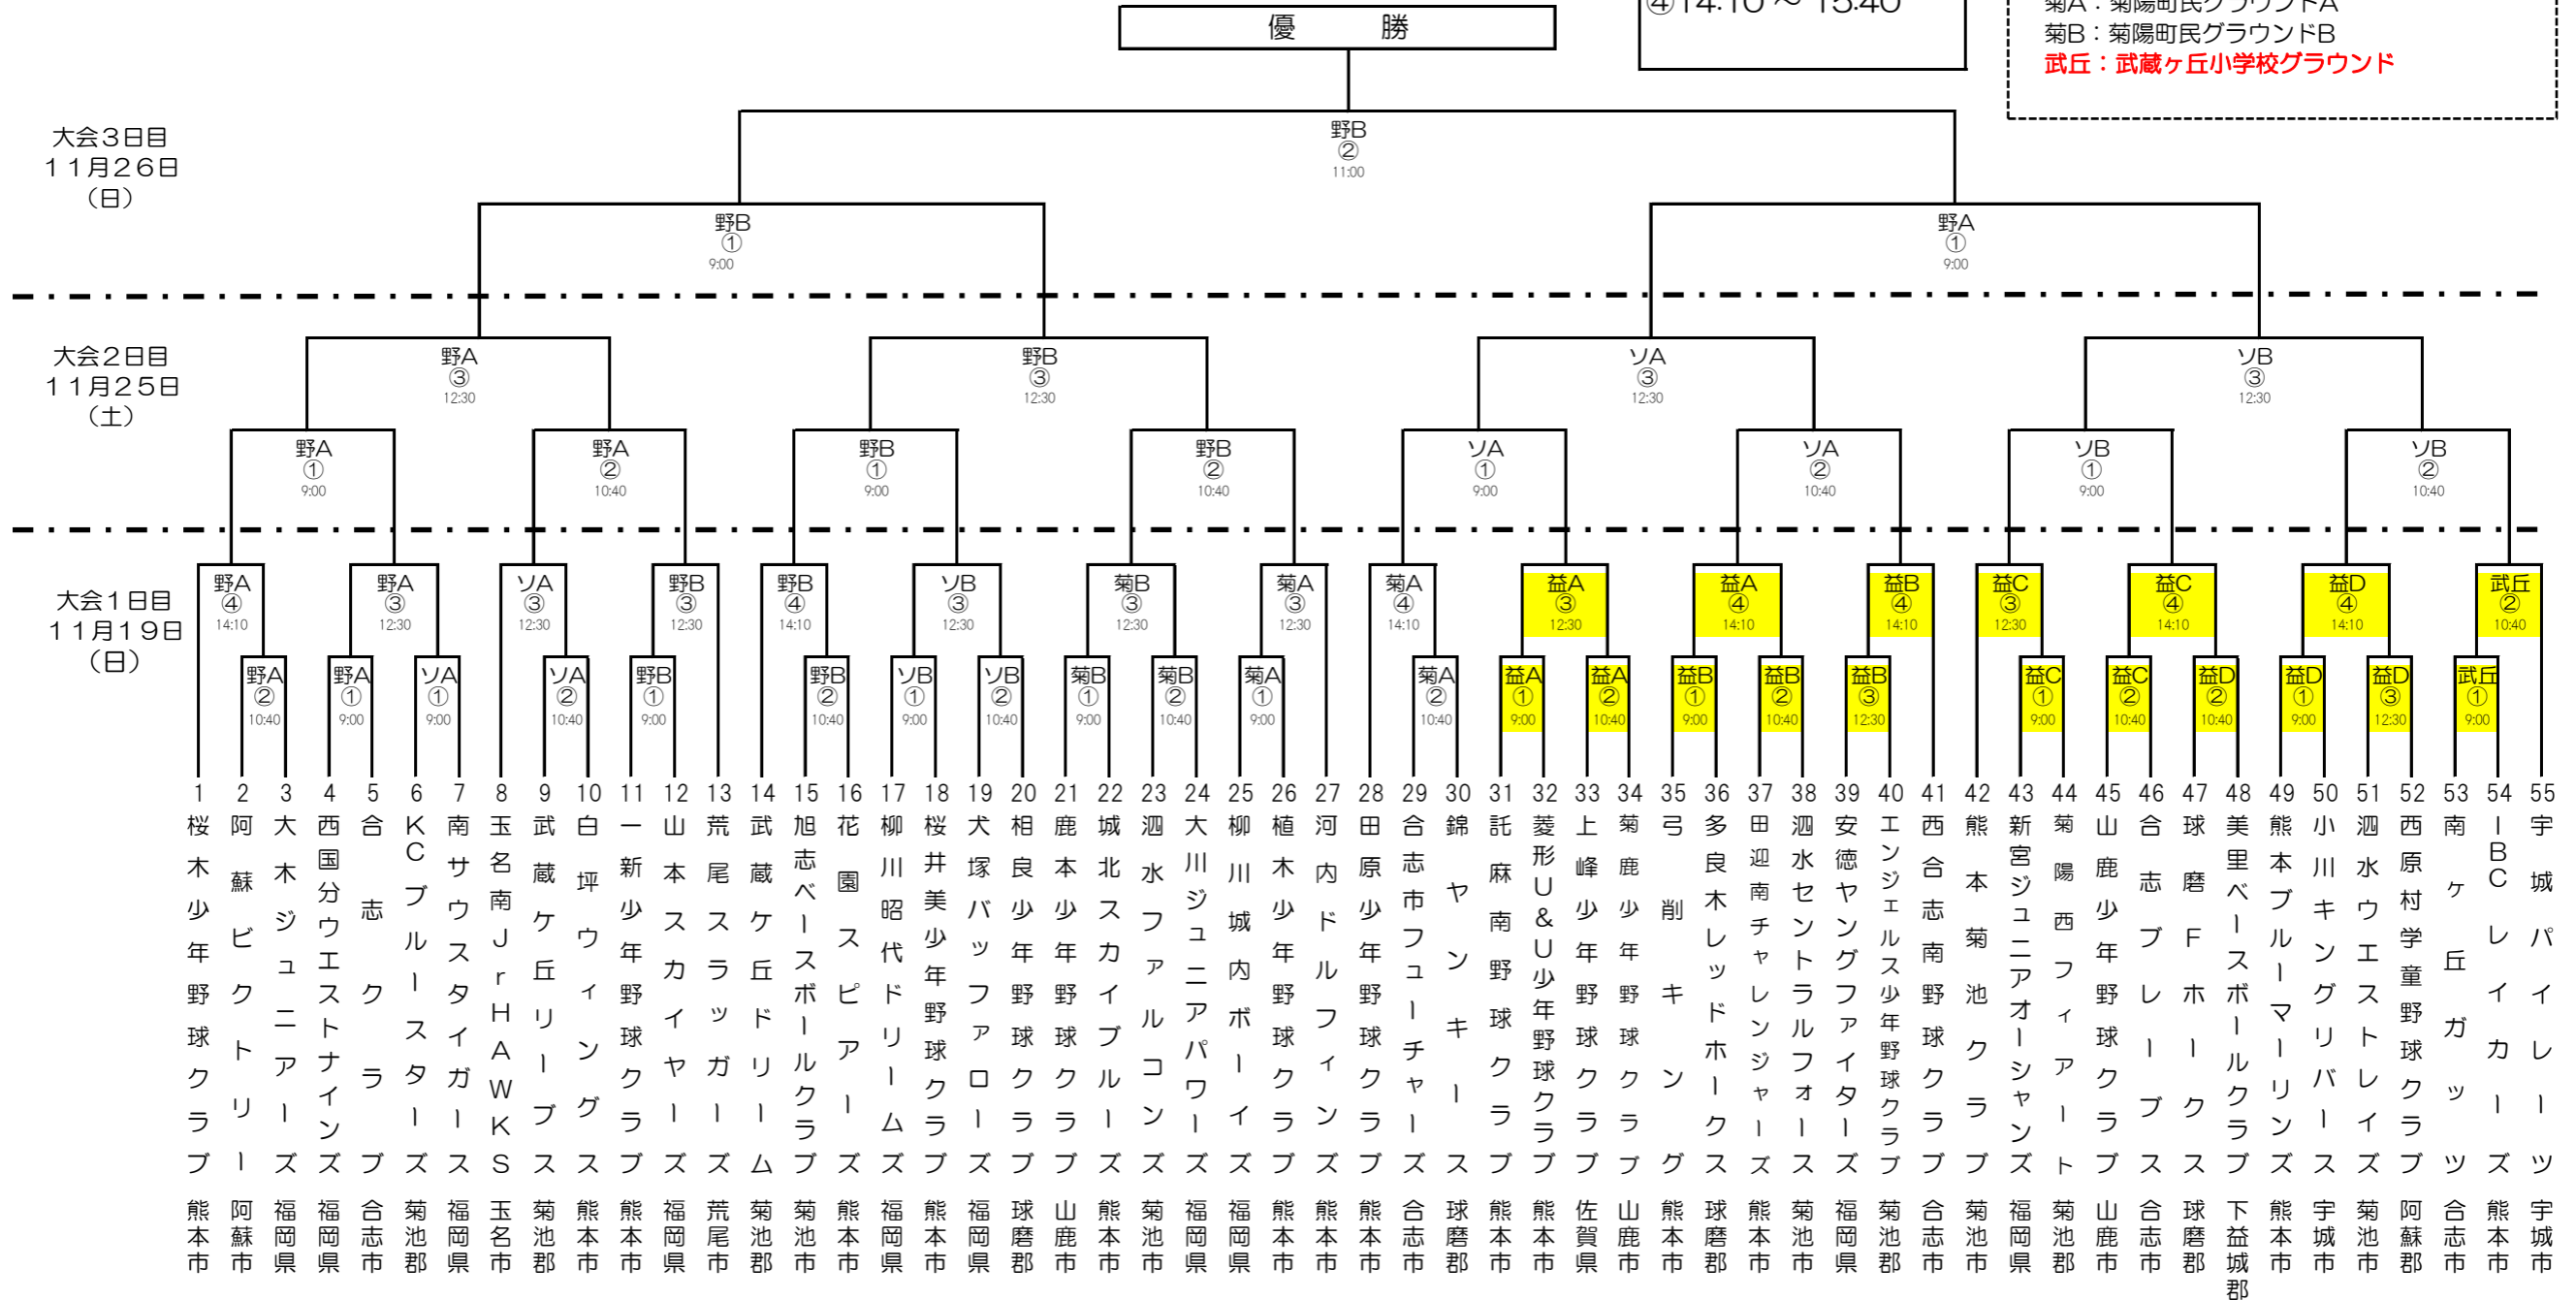 ④14:10 ～ 15:40
菊A：菊陽町民グラウンドA
菊B：菊陽町民グラウンドB
武丘：武蔵ヶ丘小学校グラウンド
優　勝
大会３日目
１１月２６日
（日）
野B
②
11:00
野B
①
9:00
野A
①
9:00
大会２日目
１１月２５日
（土）
野A
③
12:30
野B
③
12:30
ソA
③
12:30
ソB
③
12:30
野A
①
9:00
野A
②
10:40
野B
①
9:00
野B
②
10:40
ソA
①
9:00
ソA
②
10:40
ソB
①
9:00
ソB
②
10:40
大会１日目
１１月１９日
（日）
野A
④
14:10
野A
③
12:30
ソA
③
12:30
野B
③
12:30
野B
④
14:10
ソB
③
12:30
菊B
③
12:30
菊A
③
12:30
菊A
④
14:10
益A
③
12:30
益A
④
14:10
益B
④
14:10
益C
③
12:30
益C
④
14:10
益D
④
14:10
武丘
②
10:40
野A
②
10:40
野A
①
9:00
ソA
①
9:00
ソA
②
10:40
野B
①
9:00
野B
②
10:40
ソB
①
9:00
ソB
②
10:40
菊B
①
9:00
菊B
②
10:40
菊A
①
9:00
菊A
②
10:40
益A
①
9:00
益A
②
10:40
益B
①
9:00
益B
②
10:40
益B
③
12:30
益C
①
9:00
益C
②
10:40
益D
②
10:40
益D
①
9:00
益D
③
12:30
武丘
①
9:00
1 桜木少年野球クラブ 熊本市
2 阿蘇ビクトリー 阿蘇市
3 大木ジュニアーズ 福岡県
4 西国分ウエストナインズ 福岡県
5 合志クラブ 合志市
6 KCブルースターズ 菊池郡
7 南サウスタイガース 福岡県
8 玉名南JrHAWKS 玉名市
9 武蔵ケ丘リーブス 菊池郡
10 白坪ウィングス 熊本市
11 一新少年野球クラブ 熊本市
12 山本スカイヤーズ 福岡県
13 荒尾スラッガーズ 荒尾市
14 武蔵ケ丘ドリーム 菊池郡
15 旭志ベースボールクラブ 菊池市
16 花園スピアーズ 熊本市
17 柳川昭代ドリームズ 福岡県
18 桜井美少年野球クラブ 熊本市
19 犬塚バッファローズ 福岡県
20 相良少年野球クラブ 球磨郡
21 鹿本少年野球クラブ 山鹿市
22 城北スカイブルーズ 熊本市
23 泗水ファルコンズ 菊池市
24 大川ジュニアパワーズ 福岡県
25 柳川城内ボーイズ 福岡県
26 植木少年野球クラブ 熊本市
27 河内ドルフィンズ 熊本市
28 田原少年野球クラブ 熊本市
29 合志市フューチャーズ 合志市
30 錦ヤンキース 球磨郡
31 託麻南野球クラブ 熊本市
32 菱形U&U少年野球クラブ 熊本市
33 上峰少年野球クラブ 佐賀県
34 菊鹿少年野球クラブ 山鹿市
35 弓削キング 熊本市
36 多良木レッドホークス 球磨郡
37 田迎南チャレンジャーズ 熊本市
38 泗水セントラルフォース 菊池市
39 安徳ヤングファイターズ 福岡県
40 エンジェルス少年野球クラブ 菊池郡
41 西合志南野球クラブ 合志市
42 熊本菊池クラブ 菊池市
43 新宮ジュニアオーシャンズ 福岡県
44 菊陽西フィアート 菊池郡
45 山鹿少年野球クラブ 山鹿市
46 合志ブレーブス 合志市
47 球磨Fホークス 球磨郡
48 美里ベースボールクラブ 下益城郡
49 熊本ブルーマーリンズ 熊本市
50 小川キングリバース 宇城市
51 泗水ウエストレイズ 菊池市
52 西原村学童野球クラブ 阿蘇郡
53 南ヶ丘ガッツ 合志市
54 IBCレイカーズ 熊本市
55 宇城パイレーツ 宇城市